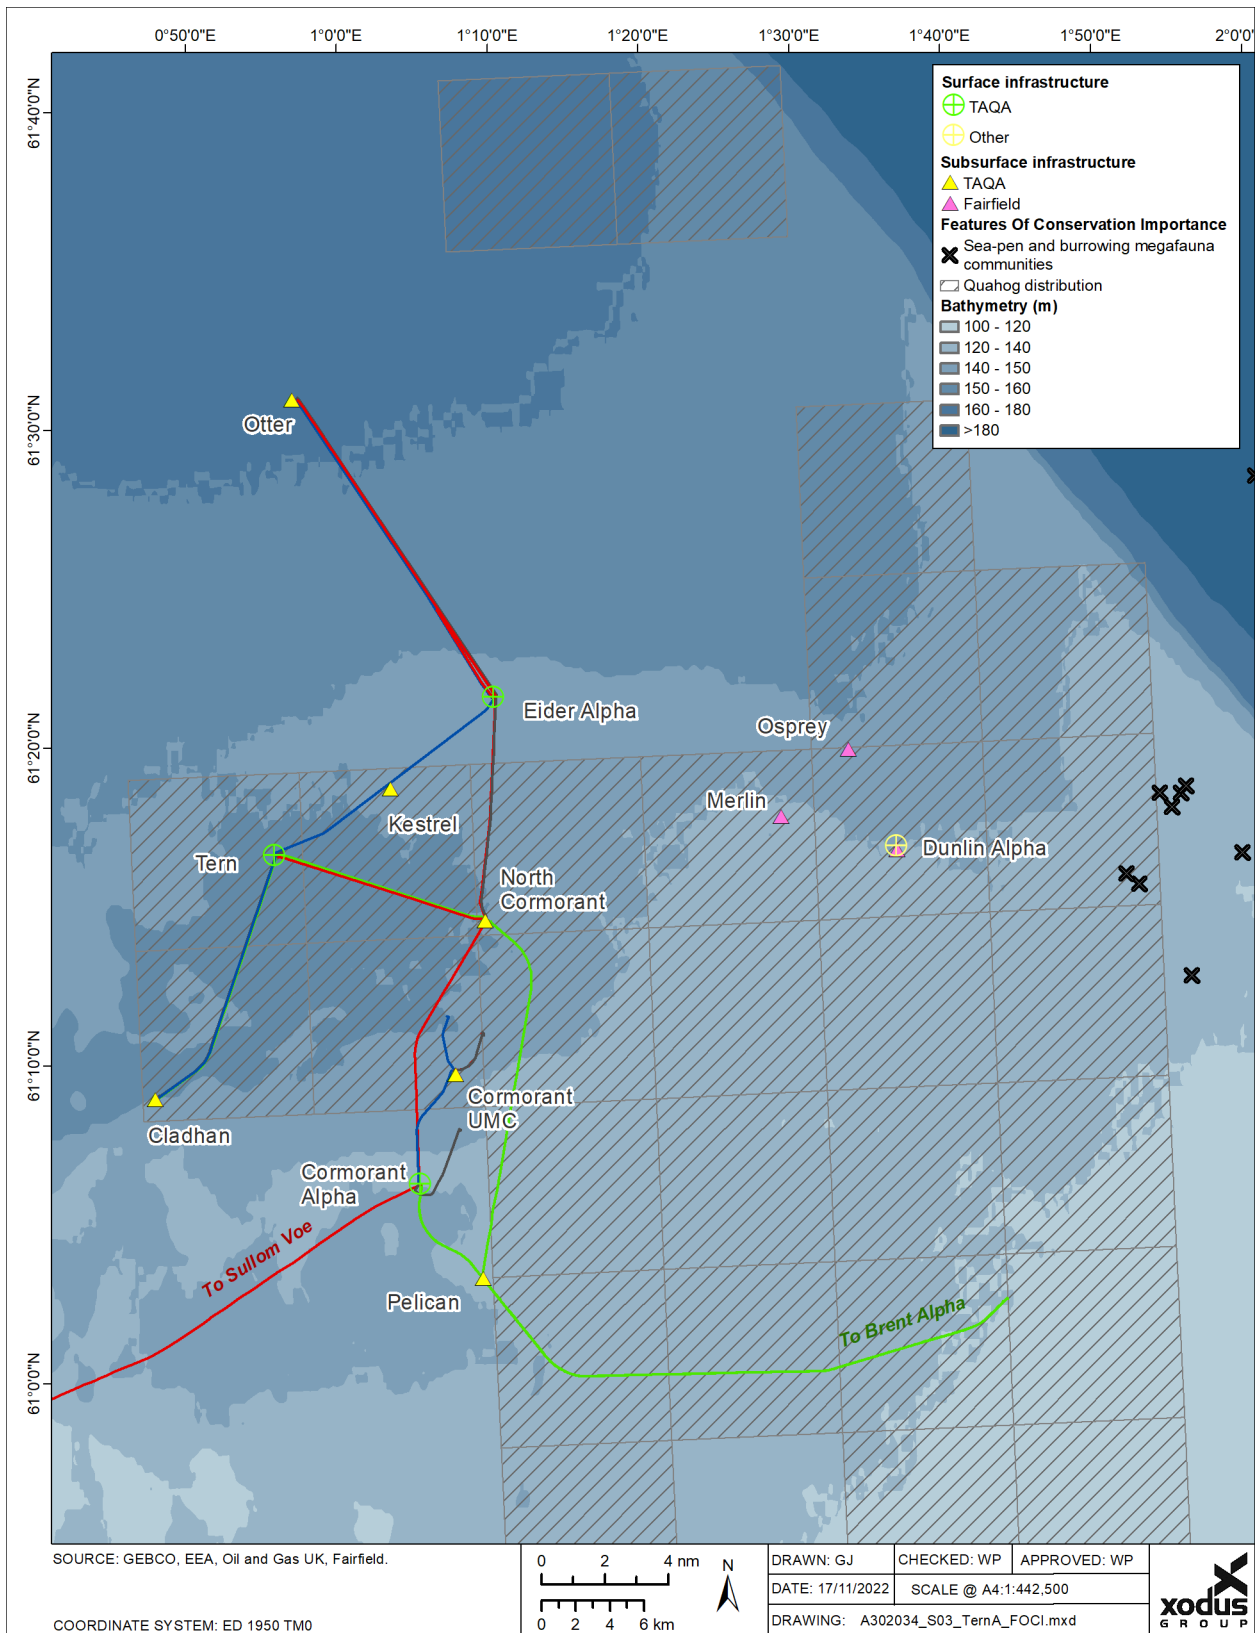 0°50'0"E 1°0'0"E 1°10'0"E 1°20'0"E 1°30'0"E 1°40'0"E 1°50'0"E 2°0'0"
61°40'0"N
61°30'0"N
61°20'0"N
61°10'0"N
61°0'0"N
Surface infrastructure
TAQA
Other
Subsurface infrastructure
TAQA
Fairfield
Features Of Conservation Importance
Sea-pen and burrowing megafauna
communities
Quahog distribution
Bathymetry (m)
100 - 120
120 - 140
140 - 150
150 - 160
160 - 180
>180
Otter
Eider Alpha
Osprey
Merlin
Kestrel
Dunlin Alpha
Tern
North
Cormorant
Cormorant
UMC
Cladhan
Cormorant
Alpha
To Sullom Voe
Pelican
To Brent Alpha
SOURCE: GEBCO, EEA, Oil and Gas UK, Fairfield.
COORDINATE SYSTEM: ED 1950 TM0
0 2 4 nm
0 2 4 6 km
N
DRAWN: GJ CHECKED: WP APPROVED: WP
DATE: 17/11/2022 SCALE @ A4:1:442,500
DRAWING: A302034_S03_TernA_FOCI.mxd
xodus
GROUP